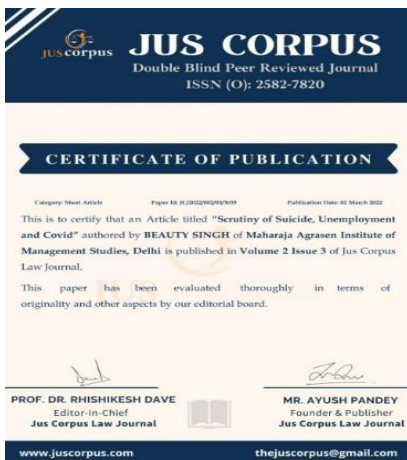 JUS corpus
JUS CORPUS
Double Blind Peer Reviewed Journal
ISSN (O): 2582-7820
CERTIFICATE OF PUBLICATION
Category: Short Article Paper Id: Publication Date: 02 March 2022
This is to certify that an Article titled "Scrutiny of Suicide, Unemployment
and Covid" authored by BEAUTY SINGH of Maharaja Agrasen Institute of
Management Studies, Delhi is published in Volume 2 Issue 3 of Jus Corpus
Law Journal.
This paper has been evaluated thoroughly in terms of
originality and other aspects by our editorial board.
PROF. DR. RHISHIKESH DAVE
Editor-in-Chief
Jus Corpus Law Journal
MR. AYUSH PANDEY
Founder & Publisher
Jus Corpus Law Journal
www.juscorpus.com thejuscorpus@gmail.com